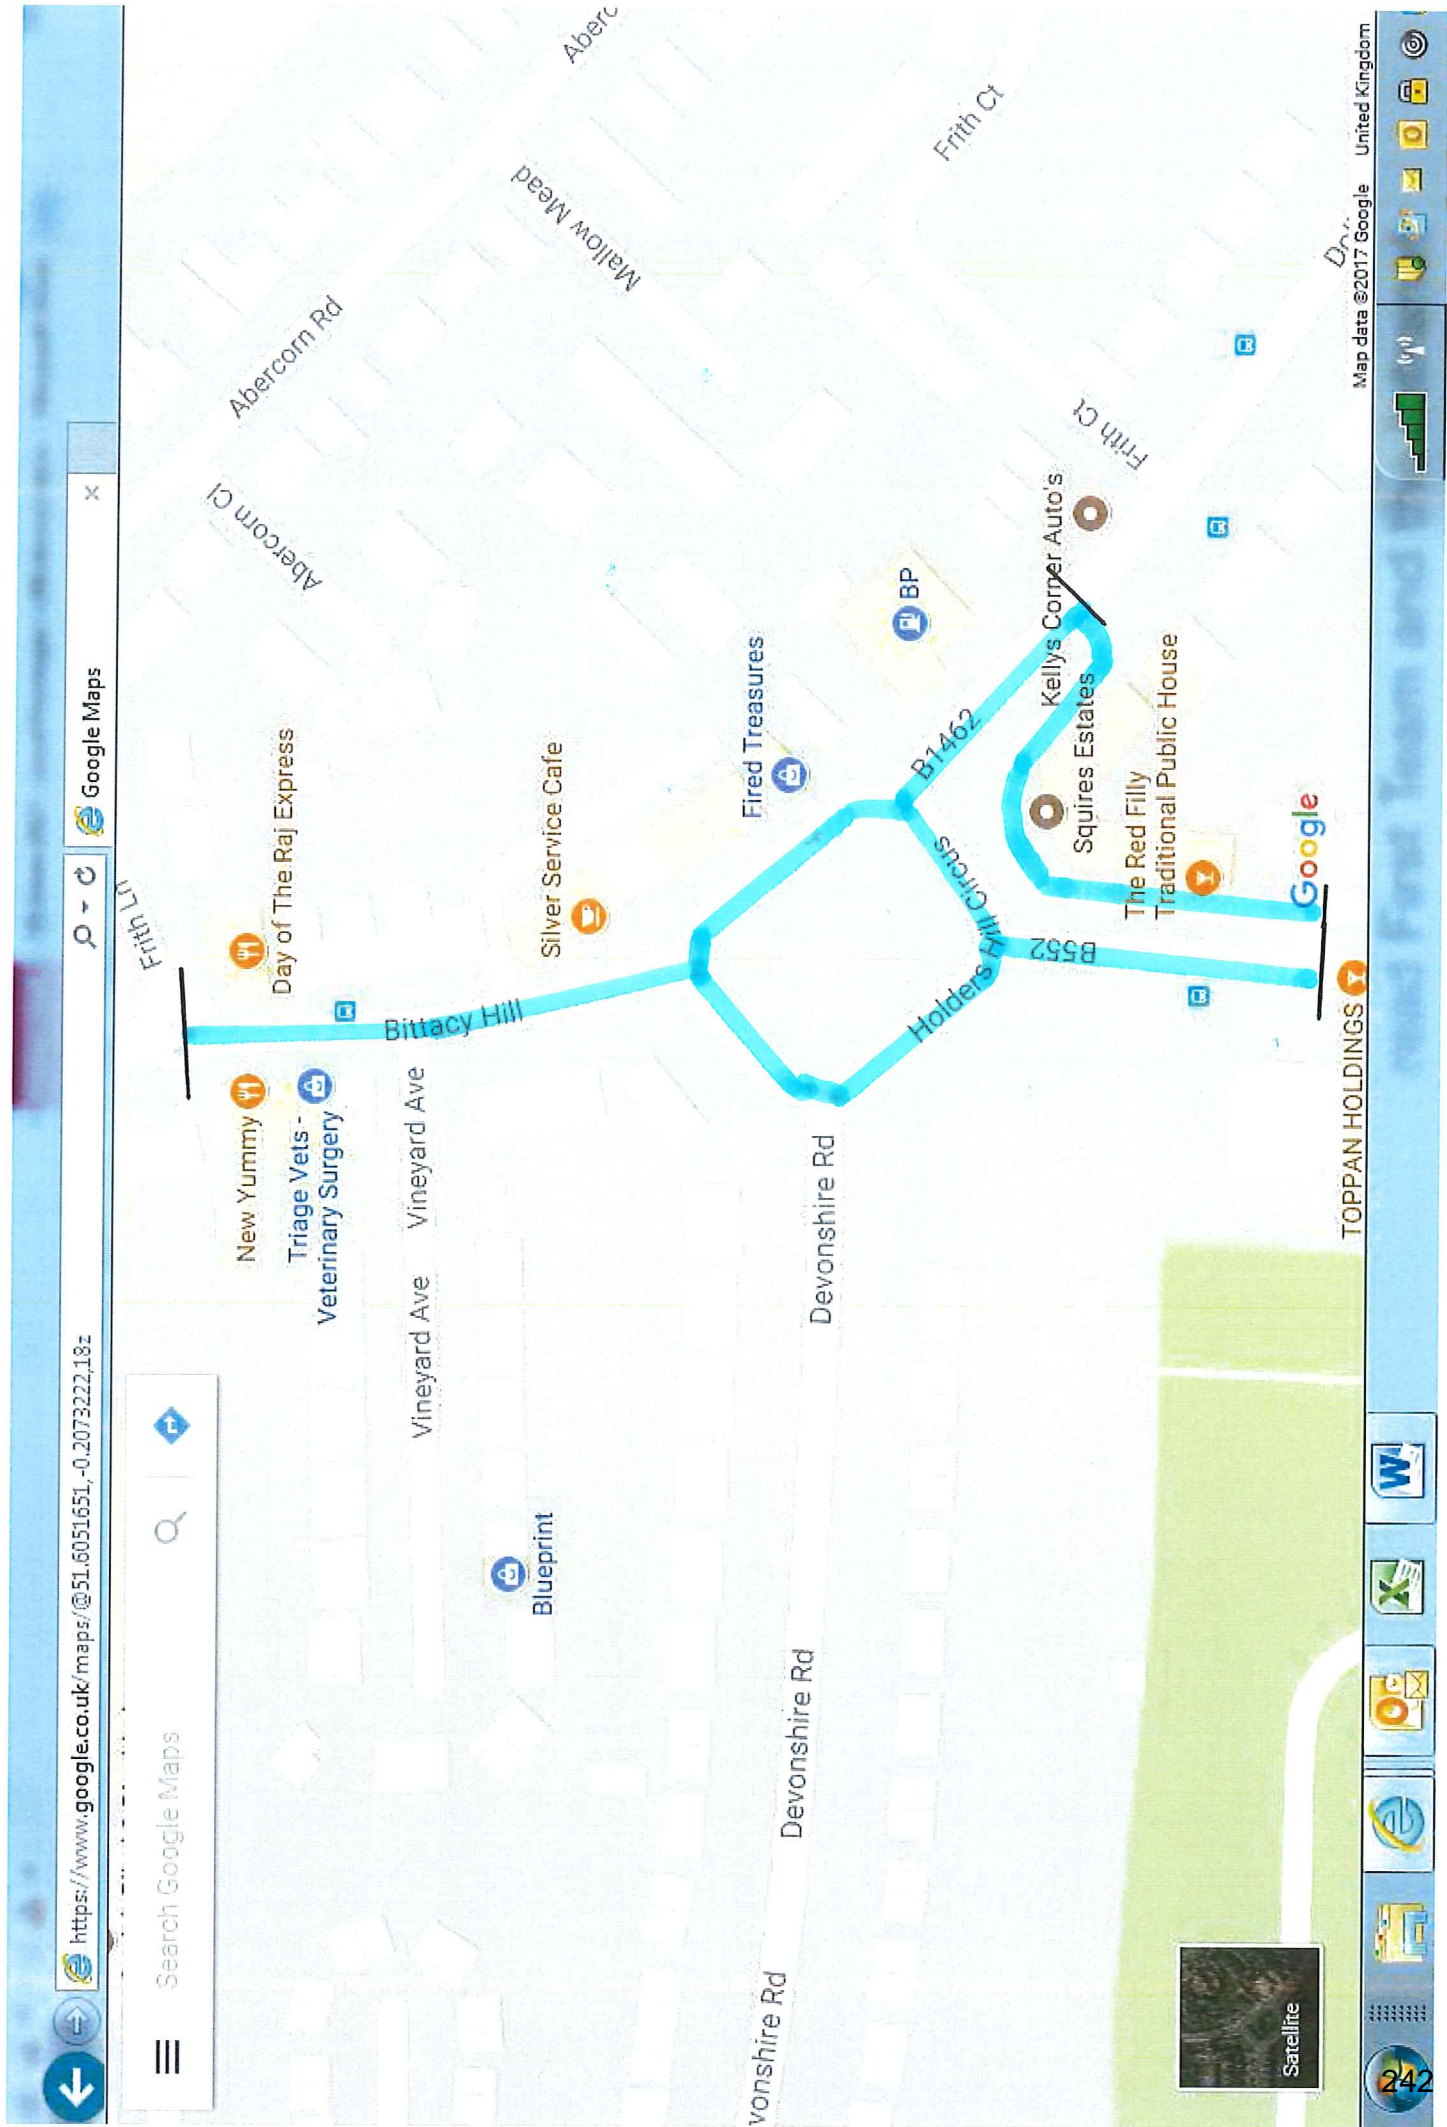 https://www.google.co.uk/maps/@51.6051651,-0.2073222,18z
Google Maps
Search Google Maps
Frith Ln
New Yummy
Day of The Raj Express
Triage Vets -
Veterinary Surgery
Abercorn Cl
Abercorn Rd
Aberc
Mallow Mead
Vineyard Ave
Vineyard Ave
Bittacy Hill
Blueprint
Silver Service Cafe
Fired Treasures
BP
Frith Ct
Frith Ct
vonshire Rd
Devonshire Rd
Devonshire Rd
Holders Hill Circus
B1462
B552
Kellys Corner Auto's
Squires Estates
The Red Filly
Traditional Public House
TOPPAN HOLDINGS
Google
Satellite
Map data ©2017 Google
United Kingdom
242